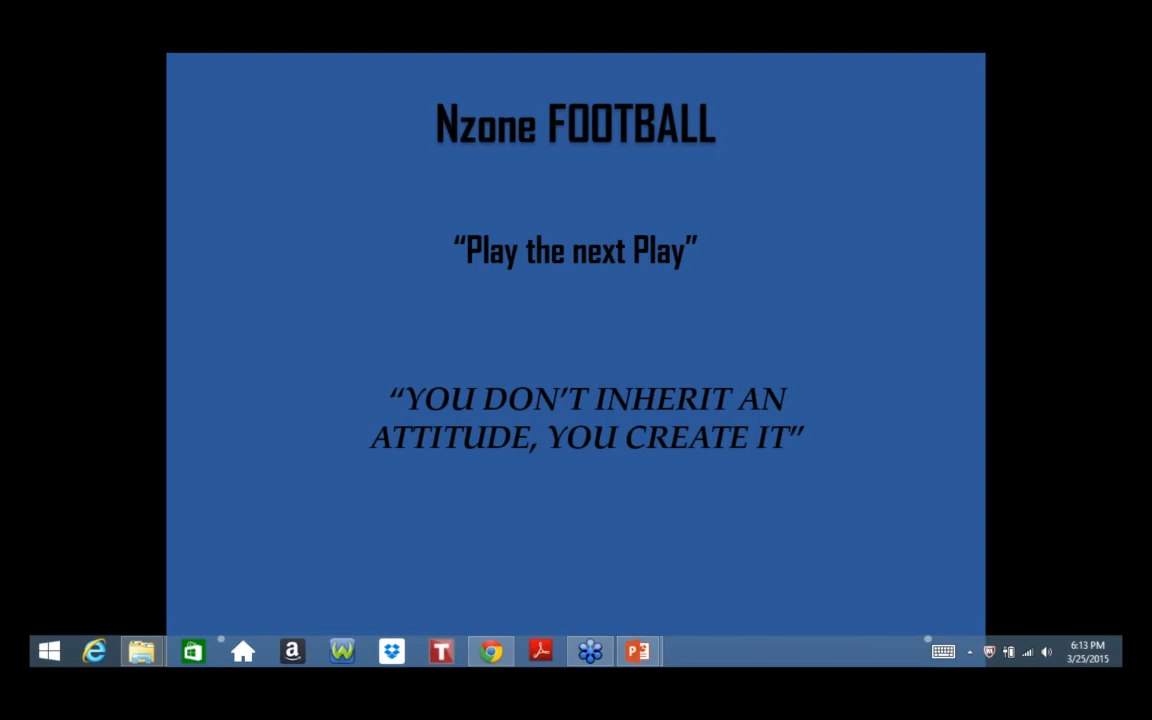 Nzone FOOTBALL
“Play the next Play”
“YOU DON’T INHERIT AN
ATTITUDE, YOU CREATE IT”
6:13 PM
3/25/2015